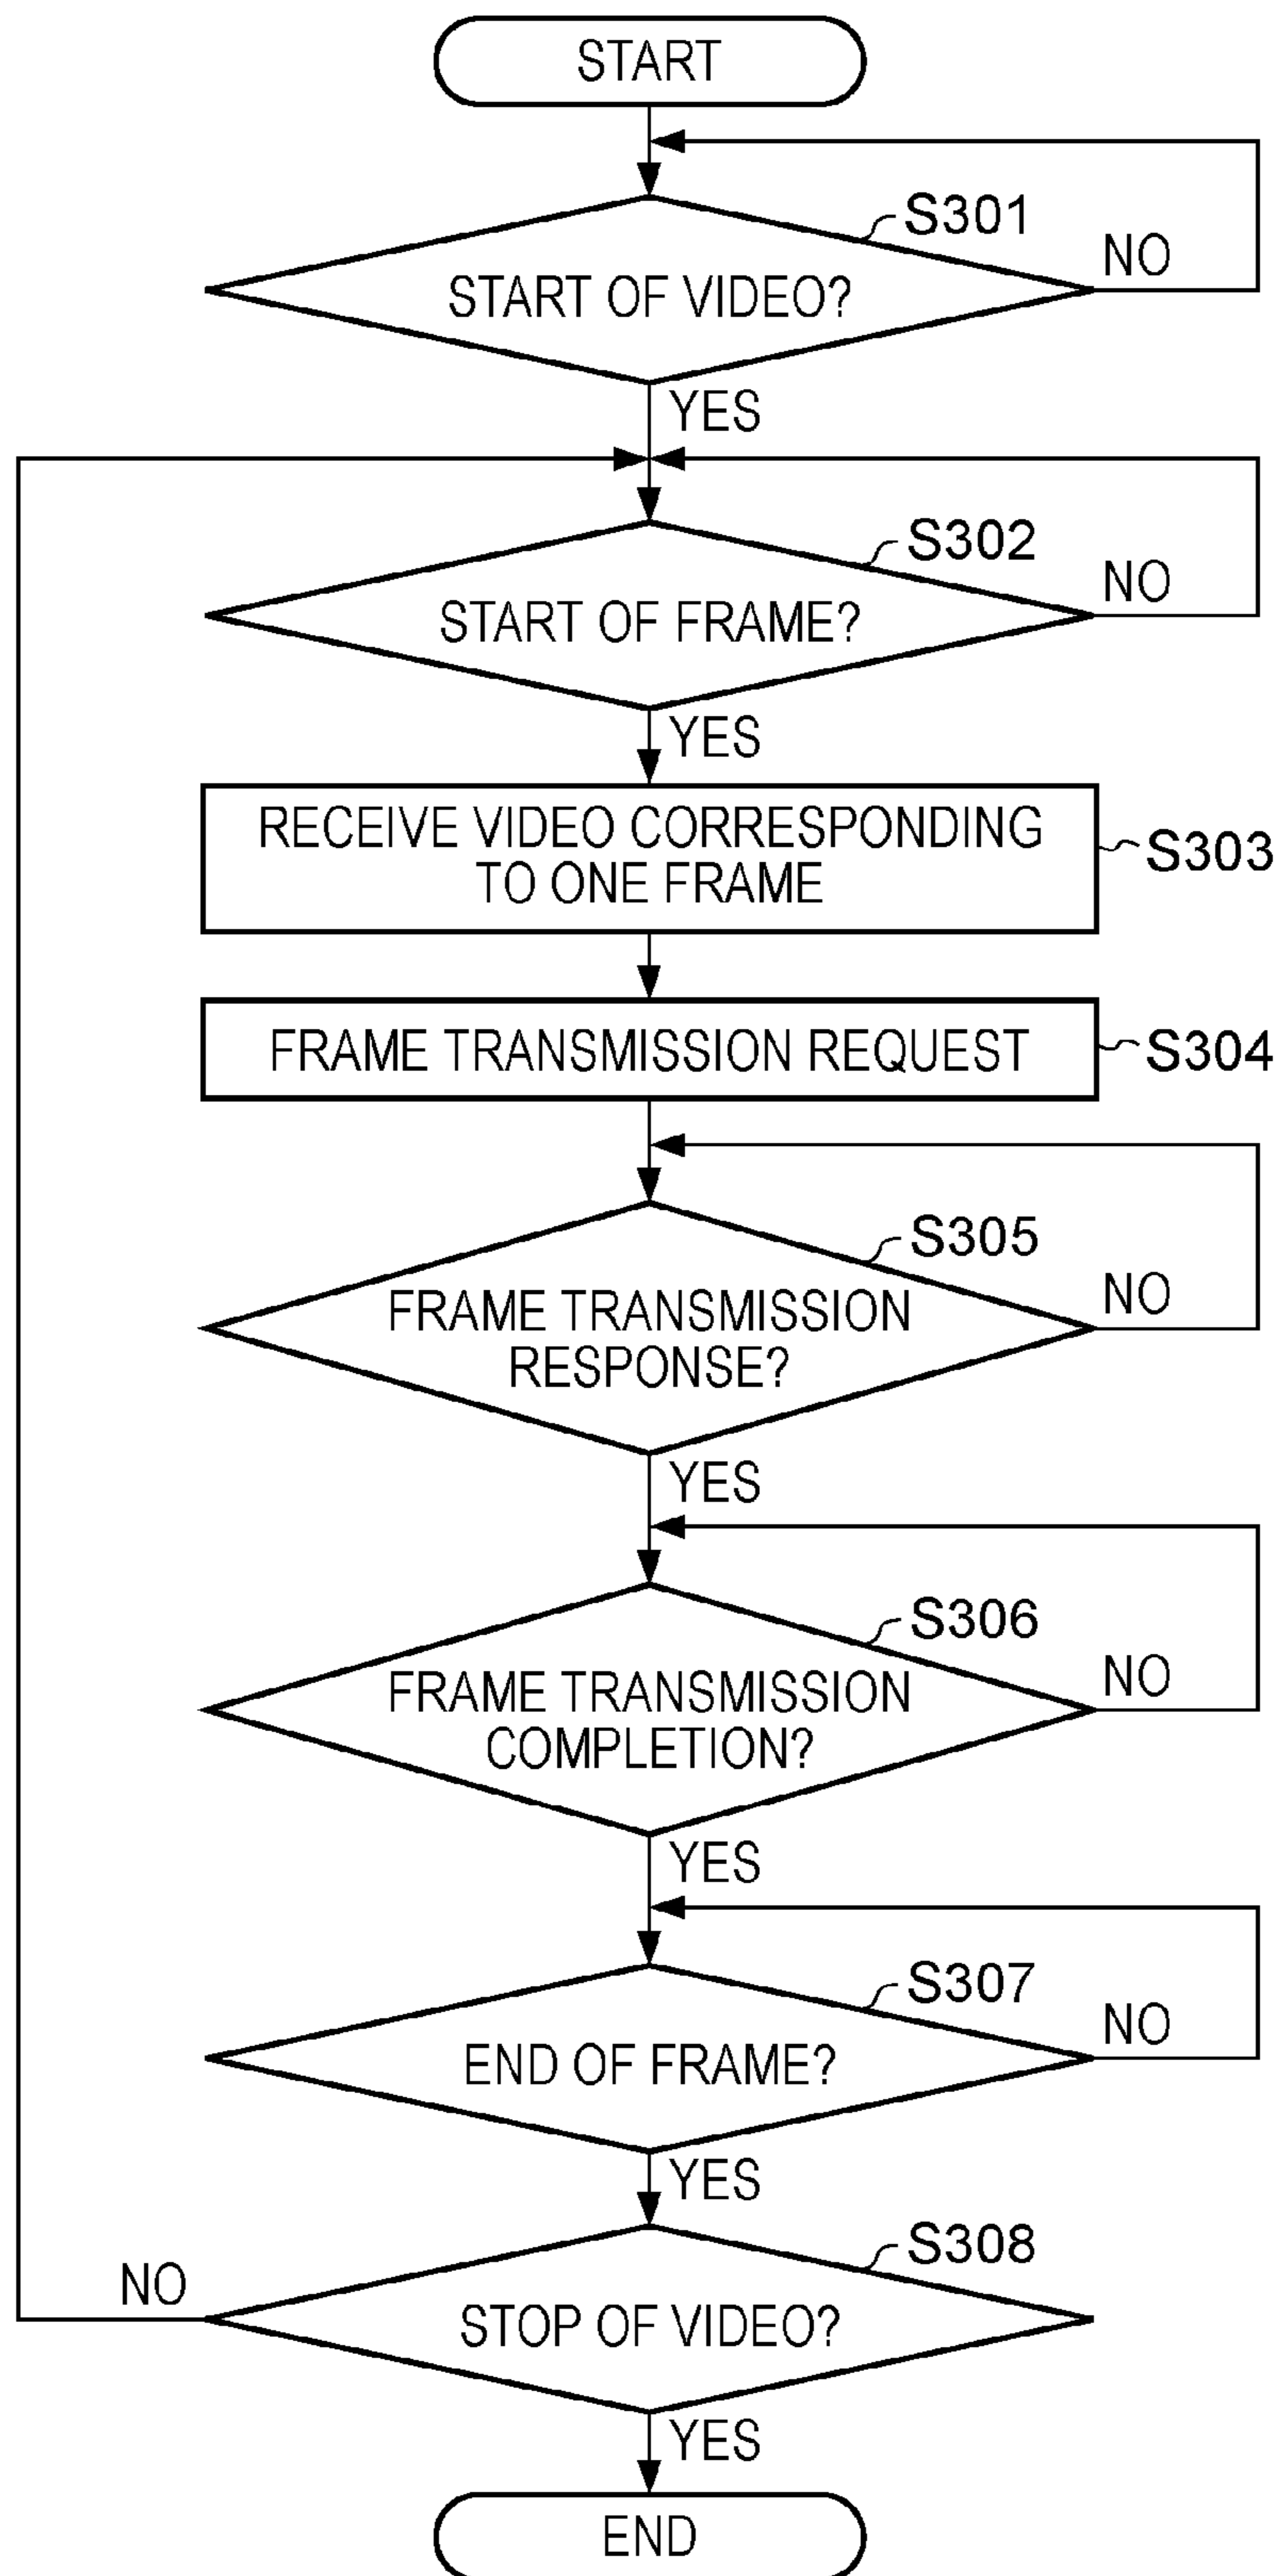 START
S301
NO
START OF VIDEO?
YES
S302
NO
START OF FRAME?
YES
RECEIVE VIDEO CORRESPONDING
TO ONE FRAME
S303
FRAME TRANSMISSION REQUEST
S304
S305
NO
FRAME TRANSMISSION
RESPONSE?
YES
S306
NO
FRAME TRANSMISSION
COMPLETION?
YES
S307
NO
END OF FRAME?
YES
S308
NO
STOP OF VIDEO?
YES
END